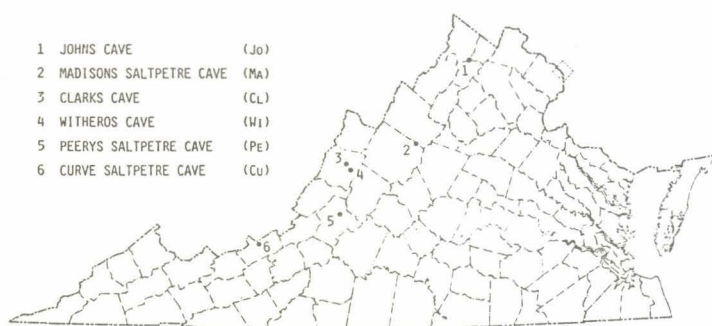 1 JOHNS CAVE (Jo)
2 MADISONS SALTPETRE CAVE (MA)
3 CLARKS CAVE (CL)
4 WITHEROS CAVE (WI)
5 PEERYS SALTPETRE CAVE (PE)
6 CURVE SALTPETRE CAVE (CU)
1
2
3
4
5
6